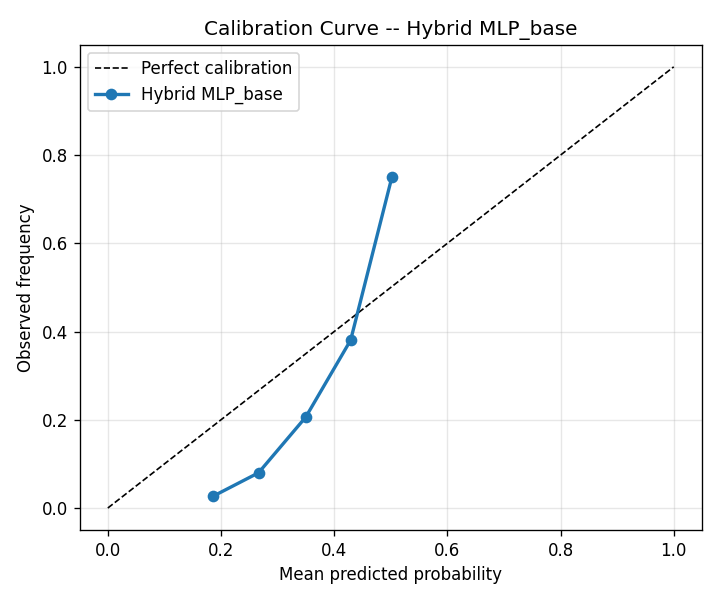 Calibration Curve -- Hybrid MLP_base
Perfect calibration
Hybrid MLP_base
1.0
0.8
0.6
0.4
0.2
0.0
Observed frequency
0.0 0.2 0.4 0.6 0.8 1.0
Mean predicted probability